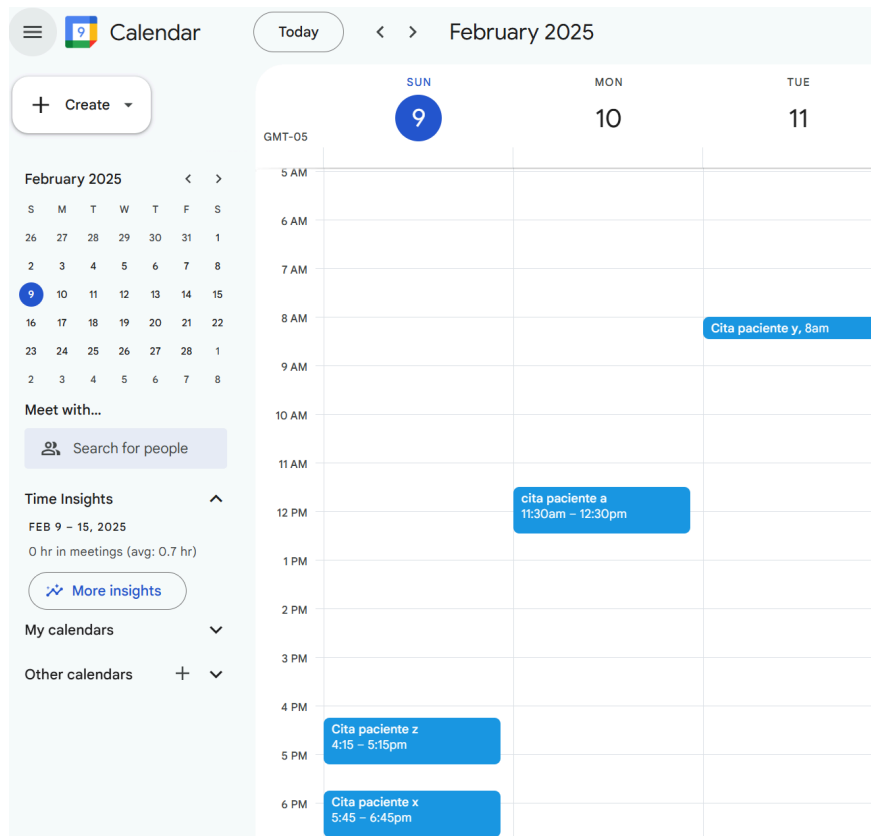 9 Calendar
Today
February 2025
Create
GMT-05
SUN
9
MON
10
TUE
11
February 2025
S M T W T F S
26 27 28 29 30 31 1
2 3 4 5 6 7 8
9 10 11 12 13 14 15
16 17 18 19 20 21 22
23 24 25 26 27 28 1
2 3 4 5 6 7 8
Meet with...
Search for people
Time Insights
FEB 9 – 15, 2025
0 hr in meetings (avg: 0.7 hr)
More insights
My calendars
Other calendars
5 AM
6 AM
7 AM
8 AM
9 AM
10 AM
11 AM
12 PM
1 PM
2 PM
3 PM
4 PM
5 PM
6 PM
Cita paciente z
4:15 – 5:15pm
Cita paciente x
5:45 – 6:45pm
cita paciente a
11:30am – 12:30pm
Cita paciente y, 8am